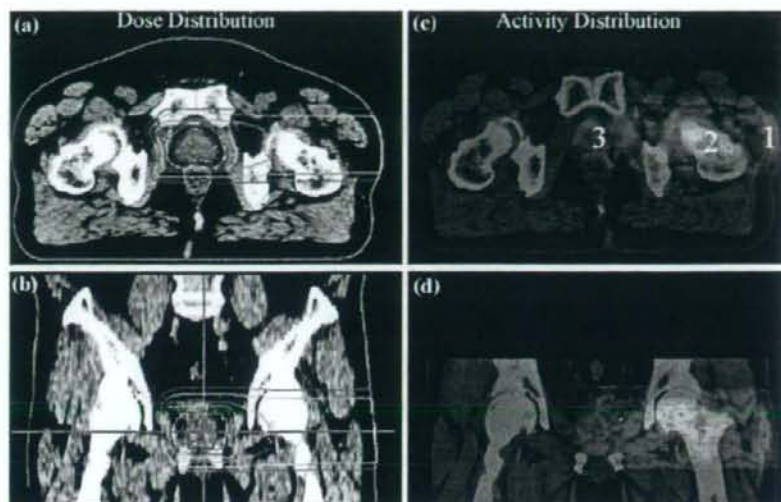 (a) Dose Distribution
(c) Activity Distribution
3 2 1
(b)
(d)